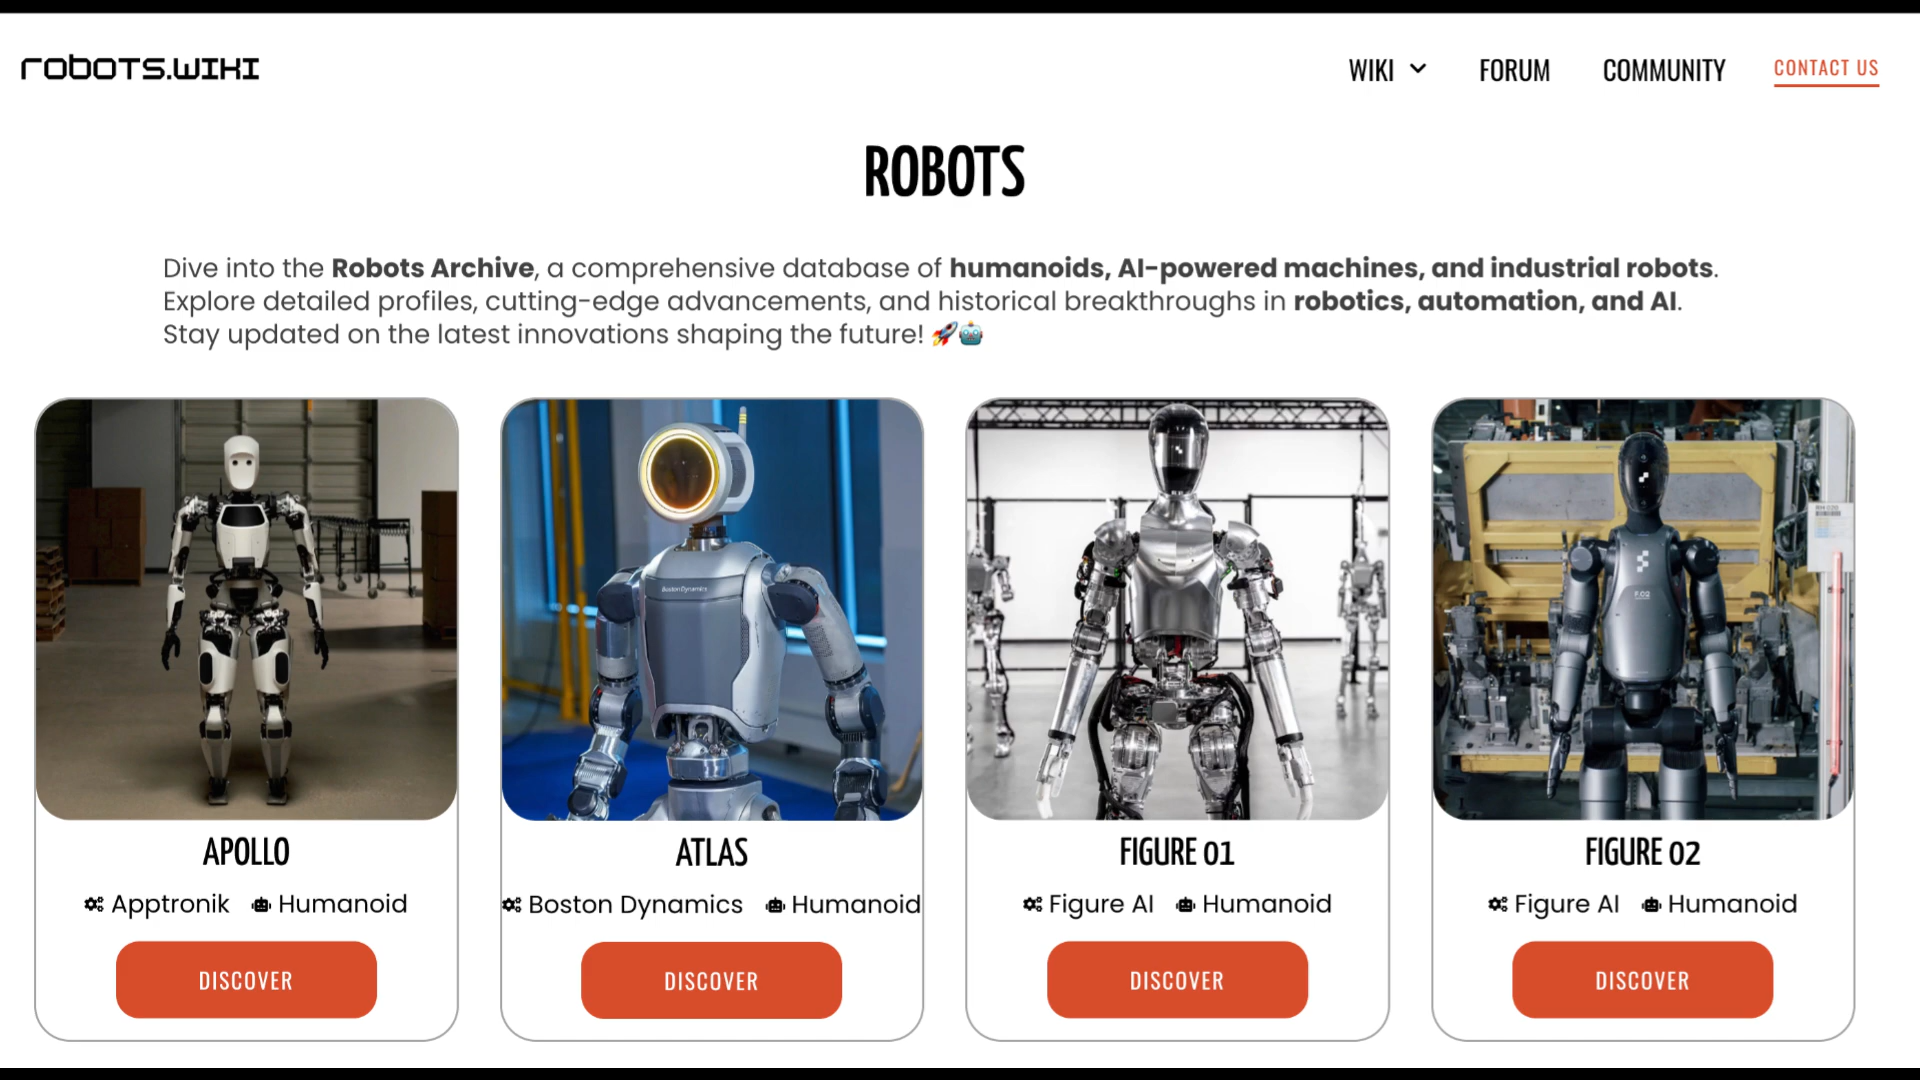 robots.wiki
WIKI
FORUM
COMMUNITY
CONTACT US
ROBOTS
Dive into the Robots Archive, a comprehensive database of humanoids, AI-powered machines, and industrial robots.
Explore detailed profiles, cutting-edge advancements, and historical breakthroughs in robotics, automation, and AI.
Stay updated on the latest innovations shaping the future! 🚀🤖
BostonDynamics
F.02
APOLLO
Apptronik Humanoid
DISCOVER
ATLAS
Boston Dynamics Humanoid
DISCOVER
FIGURE 01
Figure AI Humanoid
DISCOVER
FIGURE 02
Figure AI Humanoid
DISCOVER